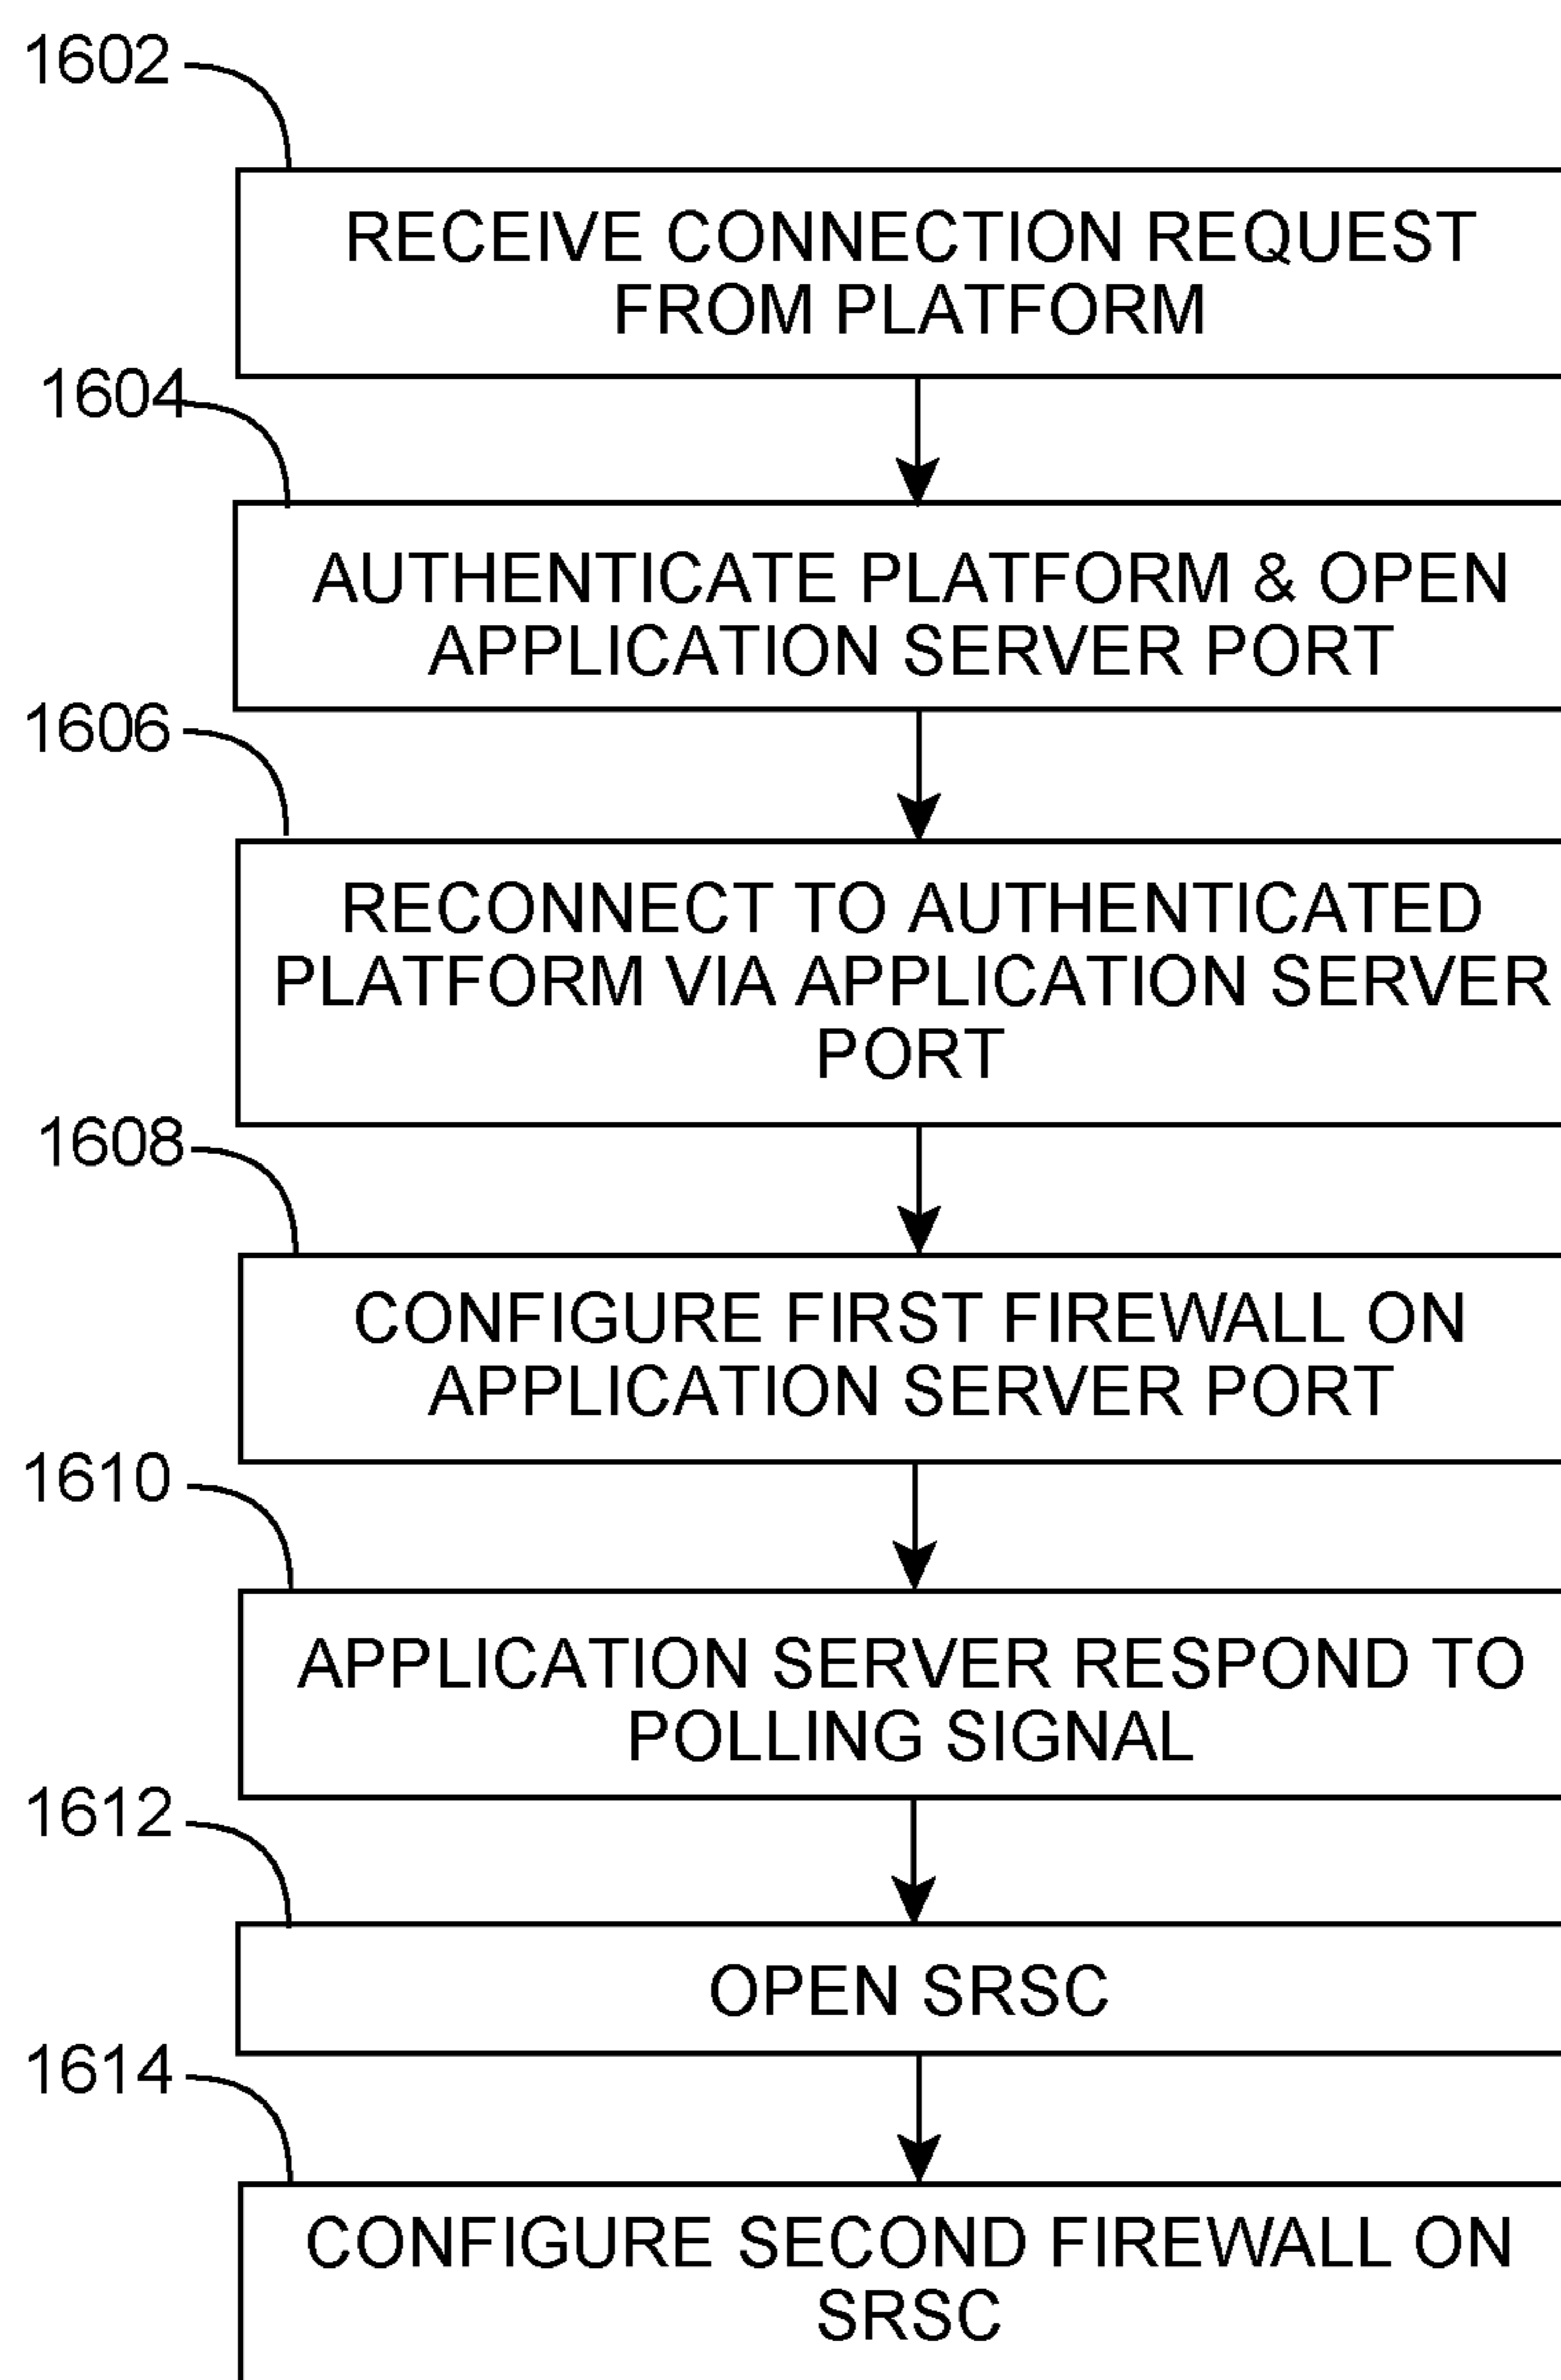 1602
RECEIVE CONNECTION REQUEST
FROM PLATFORM
1604
AUTHENTICATE PLATFORM & OPEN
APPLICATION SERVER PORT
1606
RECONNECT TO AUTHENTICATED
PLATFORM VIA APPLICATION SERVER
PORT
1608
CONFIGURE FIRST FIREWALL ON
APPLICATION SERVER PORT
1610
APPLICATION SERVER RESPOND TO
POLLING SIGNAL
1612
OPEN SRSC
1614
CONFIGURE SECOND FIREWALL ON
SRSC